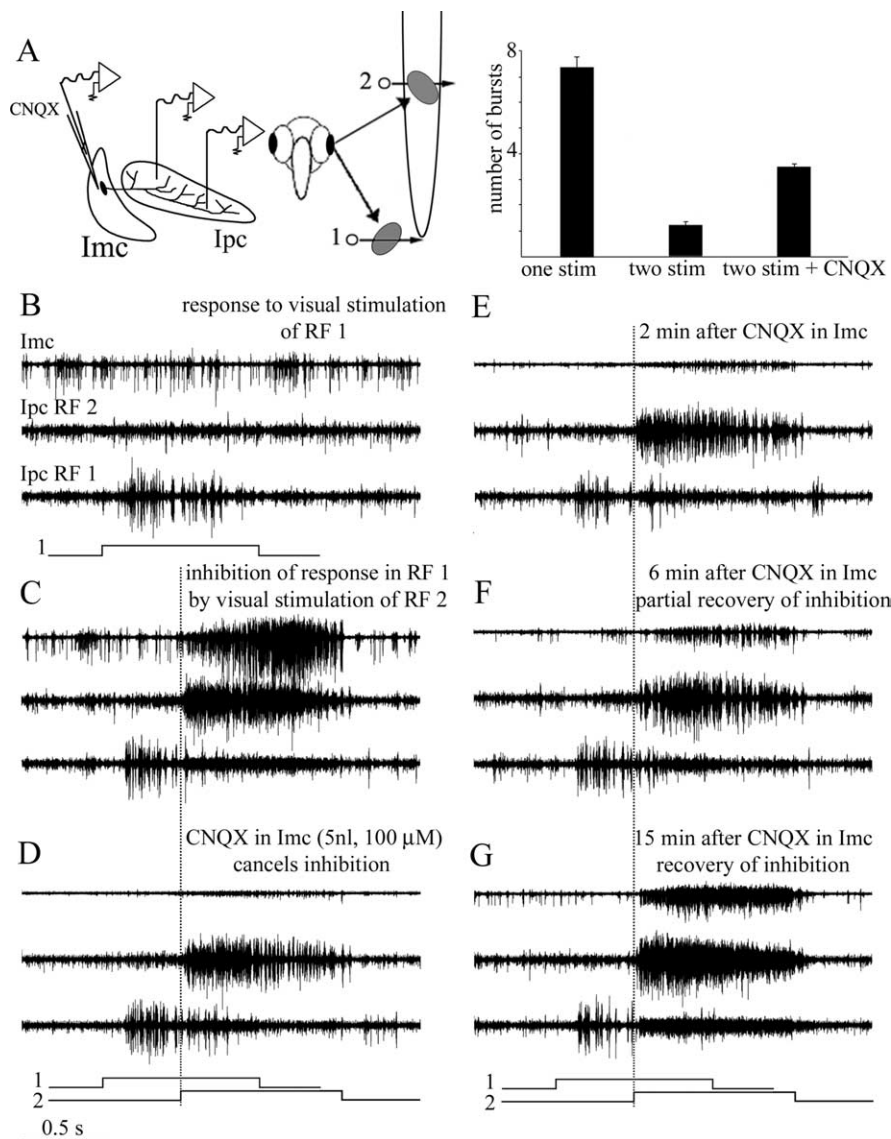 A
CNQX
Imc
Ipc
2
1
number of bursts
8
4
one stim
two stim
two stim + CNQX
B
response to visual stimulation
of RF 1
Imc
Ipc RF 2
Ipc RF 1
1
C
inhibition of response in RF 1
by visual stimulation of RF 2
D
CNQX in Imc (5nl, 100 μM)
cancels inhibition
1
2
0.5 s
E
2 min after CNQX in Imc
F
6 min after CNQX in Imc
partial recovery of inhibition
G
15 min after CNQX in Imc
recovery of inhibition
1
2